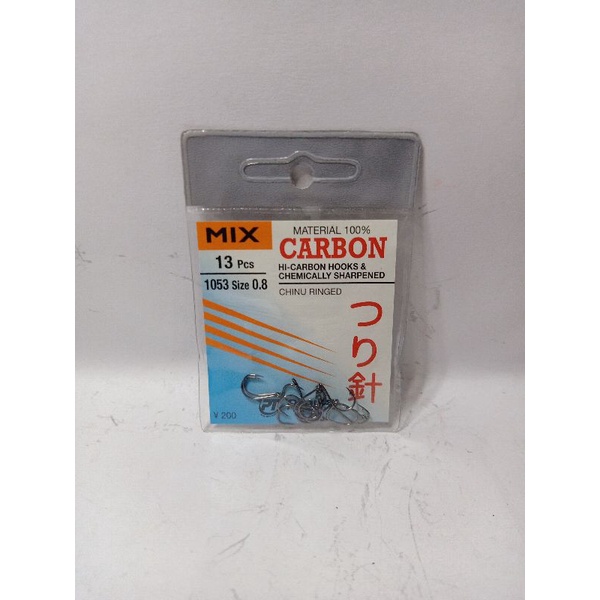 MIX
13 Pcs
1053 Size 0.8
MATERIAL 100%
CARBON
HI-CARBON HOOKS &
CHEMICALLY SHARPENED
CHINU RINGED
つり針
¥ 200